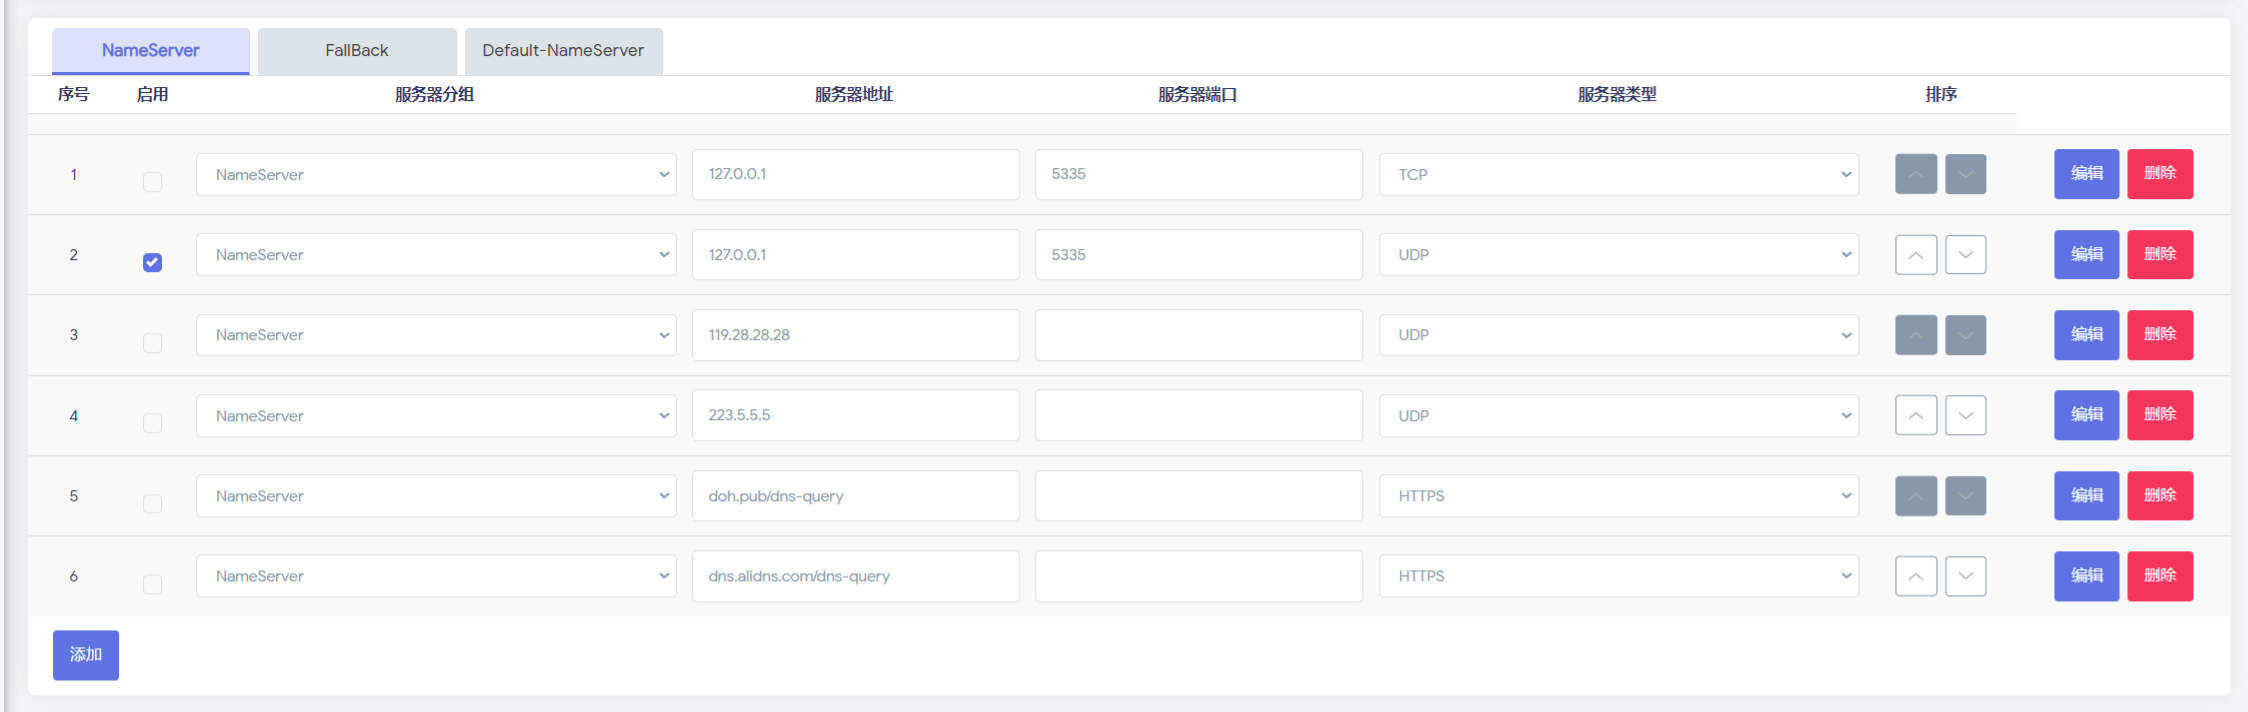 NameServer FallBack Default-NameServer
序号 启用 服务器分组 服务器地址 服务器端口 服务器类型 排序
1 NameServer 127.0.0.1 5335 TCP 编辑 删除
2 NameServer 127.0.0.1 5335 UDP 编辑 删除
3 NameServer 119.28.28.28 UDP 编辑 删除
4 NameServer 223.5.5.5 UDP 编辑 删除
5 NameServer doh.pub/dns-query HTTPS 编辑 删除
6 NameServer dns.alidns.com/dns-query HTTPS 编辑 删除
添加